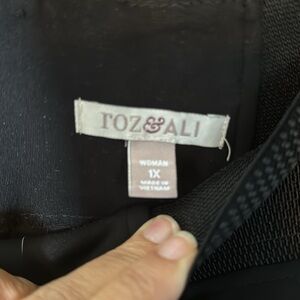 roz&ALI
WOMAN
1X
MADE IN
VIETNAM